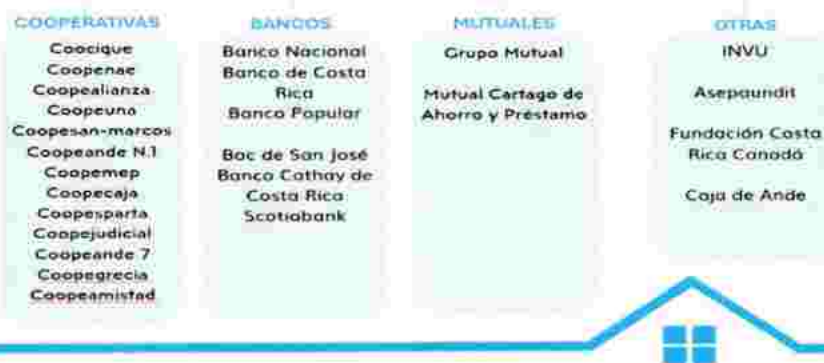 COOPERATIVAS
Coocique
Coopenae
Coopealianza
Coopeuna
Coopesan-marcos
Coopeande N.1
Coopemep
Coopecaja
Coopesparta
Coopejudicial
Coopeande 7
Coopegrecia
Coopeamistad
BANCOS
Banco Nacional
Banco de Costa
Rica
Banco Popular
Bac de San José
Banco Cathay de
Costa Rica
Scotiabank
MUTUALES
Grupo Mutual
Mutual Cartago de
Ahorro y Préstamo
OTRAS
INVU
Asepaundit
Fundación Costa
Rica Canadá
Caja de Ande